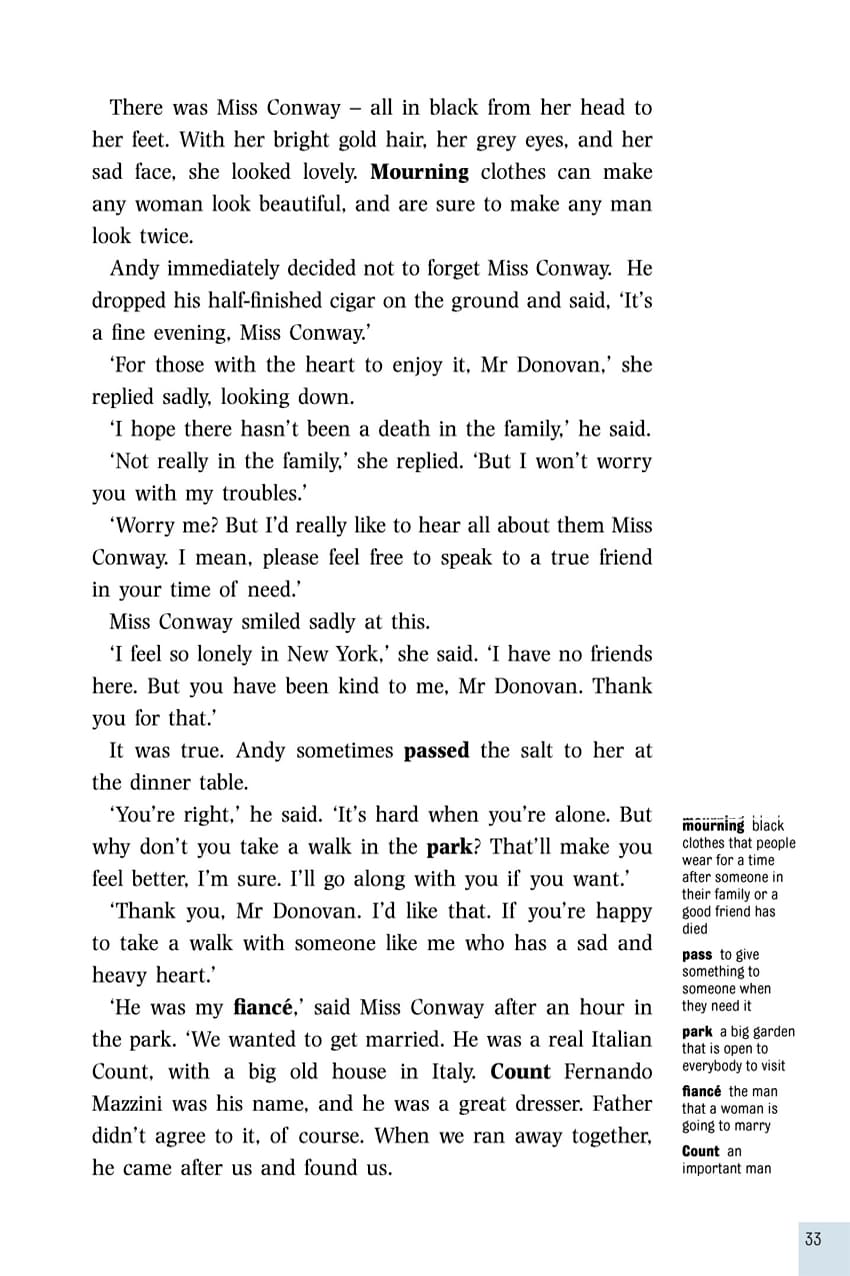 There was Miss Conway – all in black from her head to
her feet. With her bright gold hair, her grey eyes, and her
sad face, she looked lovely. Mourning clothes can make
any woman look beautiful, and are sure to make any man
look twice.
Andy immediately decided not to forget Miss Conway. He
dropped his half-finished cigar on the ground and said, ‘It’s
a fine evening, Miss Conway.’
‘For those with the heart to enjoy it, Mr Donovan,’ she
replied sadly, looking down.
‘I hope there hasn’t been a death in the family,’ he said.
‘Not really in the family,’ she replied. ‘But I won’t worry
you with my troubles.’
‘Worry me? But I’d really like to hear all about them Miss
Conway. I mean, please feel free to speak to a true friend
in your time of need.’
Miss Conway smiled sadly at this.
‘I feel so lonely in New York,’ she said. ‘I have no friends
here. But you have been kind to me, Mr Donovan. Thank
you for that.’
It was true. Andy sometimes passed the salt to her at
the dinner table.
‘You’re right,’ he said. ‘It’s hard when you’re alone. But
why don’t you take a walk in the park? That’ll make you
feel better, I’m sure. I’ll go along with you if you want.’
‘Thank you, Mr Donovan. I’d like that. If you’re happy
to take a walk with someone like me who has a sad and
heavy heart.’
‘He was my fiancé,’ said Miss Conway after an hour in
the park. ‘We wanted to get married. He was a real Italian
Count, with a big old house in Italy. Count Fernando
Mazzini was his name, and he was a great dresser. Father
didn’t agree to it, of course. When we ran away together,
he came after us and found us.
mourning black
clothes that people
wear for a time
after someone in
their family or a
good friend has
died
pass to give
something to
someone when
they need it
park a big garden
that is open to
everybody to visit
fiancé the man
that a woman is
going to marry
Count an
important man
33